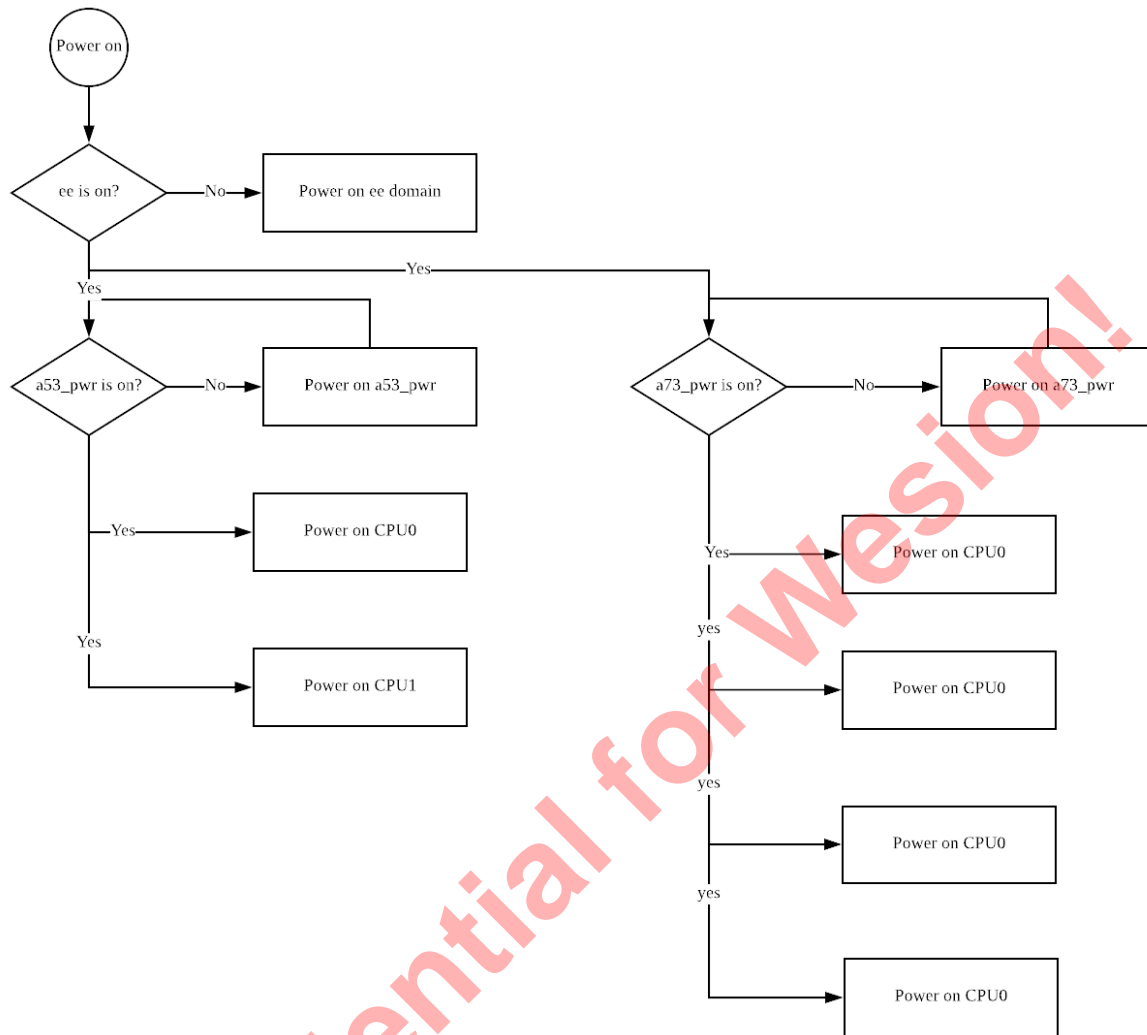 Power on
ee is on?
No
Power on ee domain
Yes
Yes
a53_pwr is on?
No
Power on a53_pwr
a73_pwr is on?
No
Power on a73_pwr
Yes
Power on CPU0
Yes
Power on CPU1
Yes
Power on CPU0
yes
Power on CPU0
yes
Power on CPU0
yes
Power on CPU0
for Wesion!